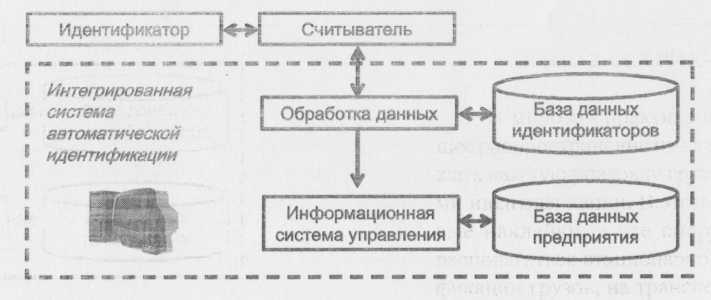 Идентификатор
Считыватель
Интегрированная
система
автоматической
идентификации
Обработка данных
База данных
идентификаторов
Информационная
система управления
База данных
предприятия